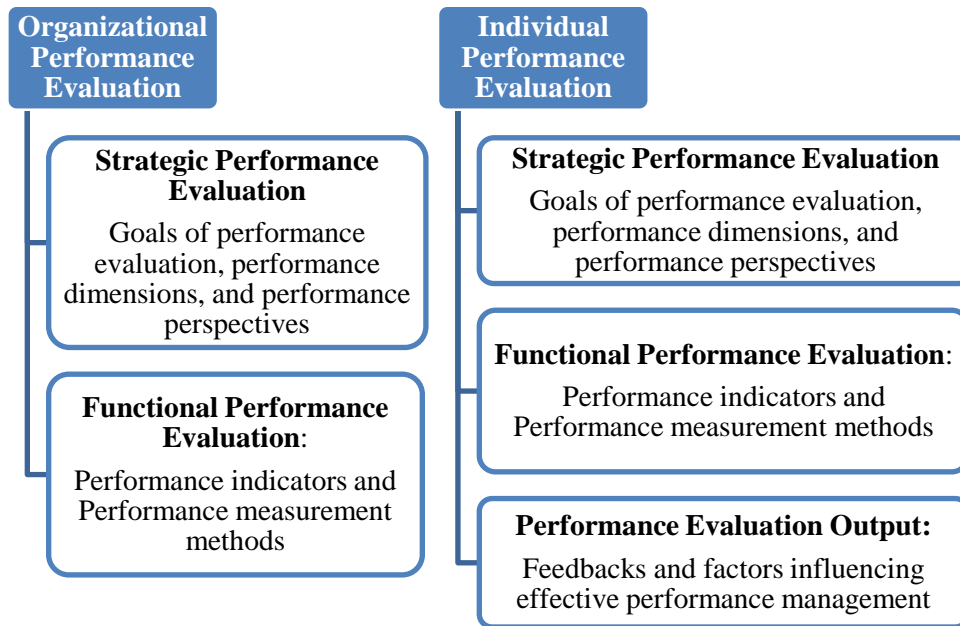 Organizational
Performance
Evaluation
Strategic Performance
Evaluation
Goals of performance
evaluation, performance
dimensions, and performance
perspectives
Functional Performance
Evaluation:
Performance indicators and
Performance measurement
methods
Individual
Performance
Evaluation
Strategic Performance Evaluation
Goals of performance evaluation,
performance dimensions, and
performance perspectives
Functional Performance Evaluation:
Performance indicators and
Performance measurement methods
Performance Evaluation Output:
Feedbacks and factors influencing
effective performance management